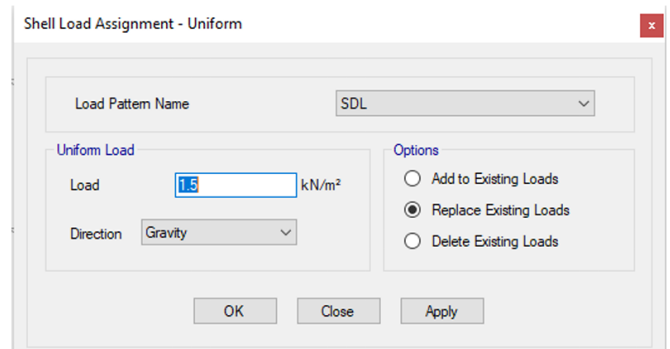 Shell Load Assignment - Uniform
x
Load Pattern Name
SDL
Uniform Load
Load
1.5
kN/m²
Direction
Gravity
Options
Add to Existing Loads
Replace Existing Loads
Delete Existing Loads
OK
Close
Apply